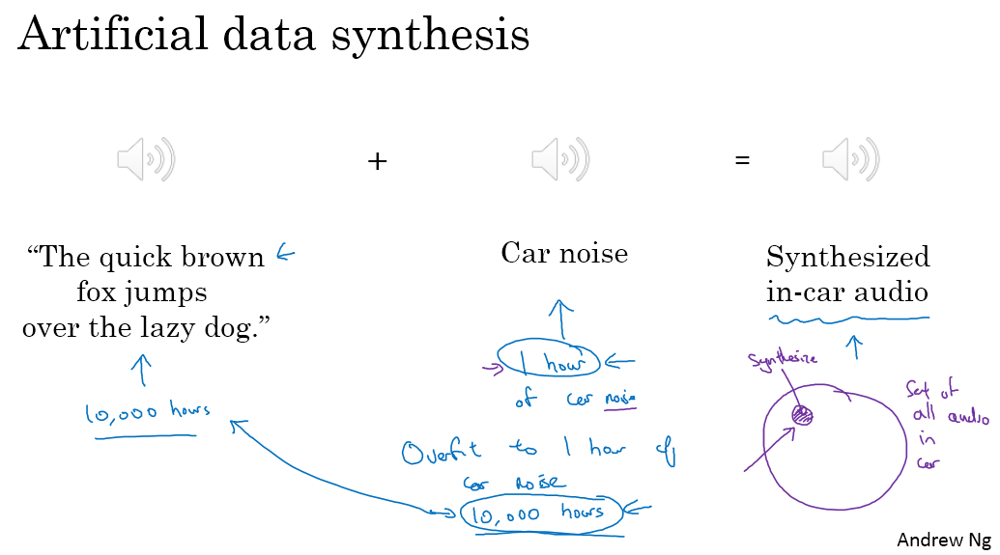 Artificial data synthesis
+
=
“The quick brown
fox jumps
over the lazy dog.”
10,000 hours
Car noise
1 hour
of car noise
Overfit to 1 hour of
car noise
10,000 hours
Synthesized
in-car audio
Synthesize
Set of
all audio
in
car
Andrew Ng